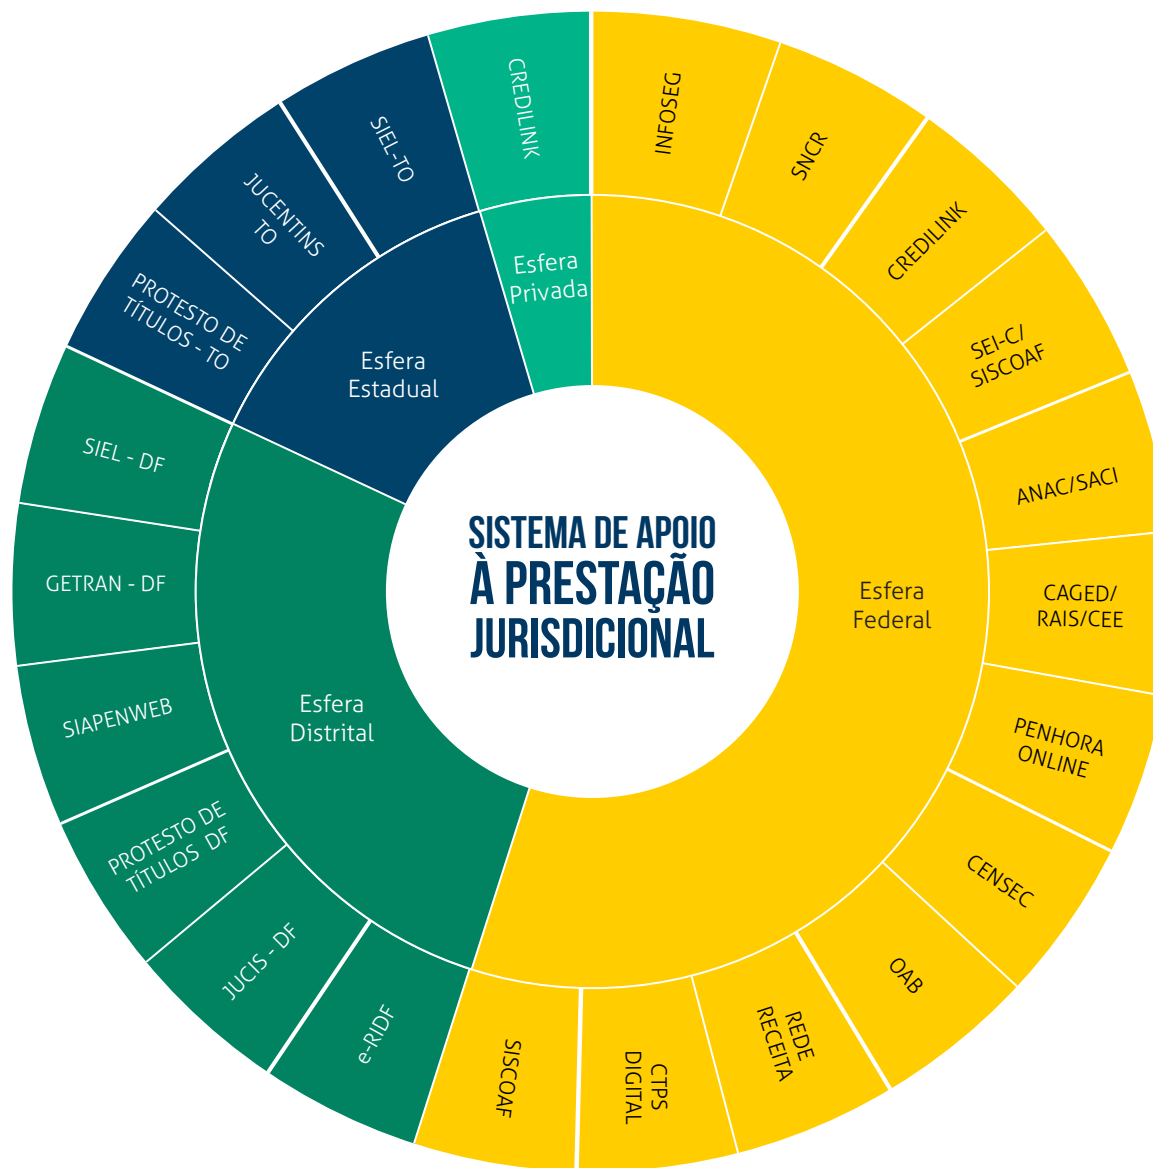 SISTEMA DE APOIO
À PRESTAÇÃO
JURISDICIONAL
Esfera
Federal
INFOSEG
SNCR
CREDILINK
SEI-C/
SISCOAF
ANAC/SACI
CAGED/
RAIS/CEE
PENHORA
ONLINE
CENSEC
OAB
REDE
RECEITA
CTPS
DIGITAL
SISCOAF
Esfera
Distrital
e-RIDF
JUCIS - DF
PROTESTO DE
TÍTULOS DF
SIAPENWEB
GETRAN - DF
SIEL - DF
Esfera
Estadual
PROTESTO DE
TÍTULOS - TO
JUCENTINS
TO
SIEL-TO
Esfera
Privada
CREDILINK